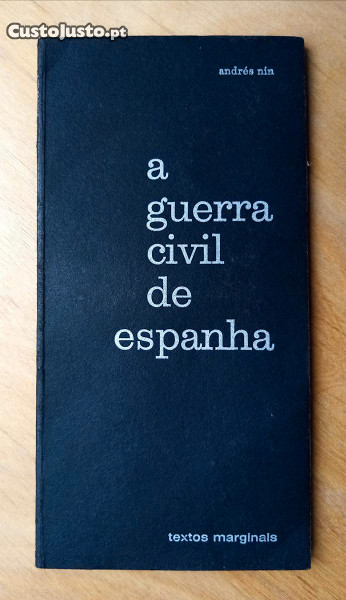 CustoJusto.pt
andrés nin
a
guerra
civil
de
espanha
textos marginais